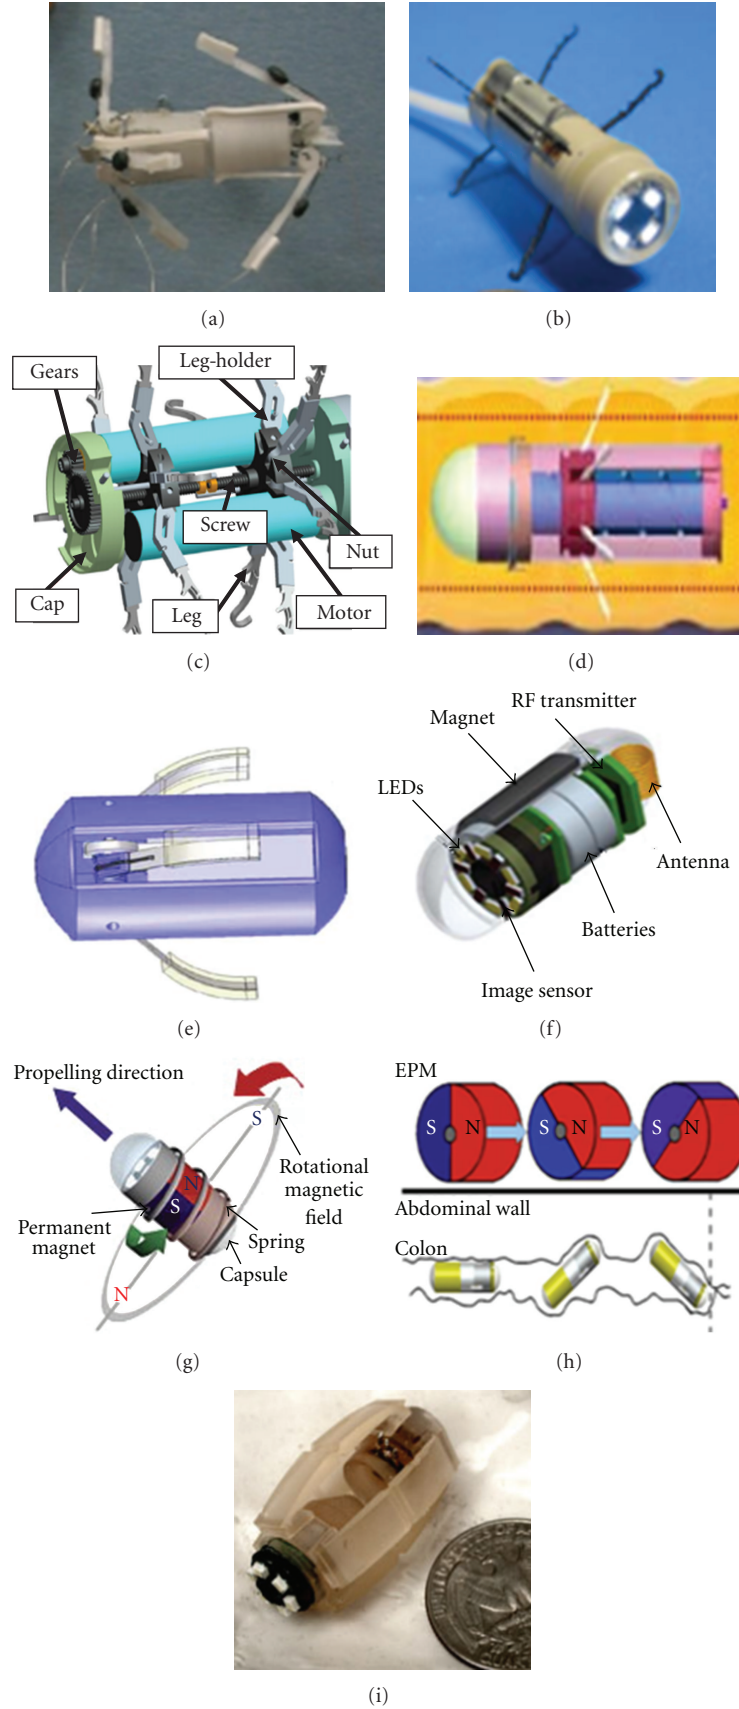 (a)
(b)
Gears
Leg-holder
Screw
Nut
Cap
Leg
Motor
(c)
(d)
RF transmitter
Magnet
LEDs
Antenna
Batteries
Image sensor
(e)
(f)
Propelling direction
S
Rotational
magnetic
field
N
S
Permanent
magnet
Spring
Capsule
N
(g)
EPM
S
N
S
N
S
N
Abdominal wall
Colon
(h)
(i)